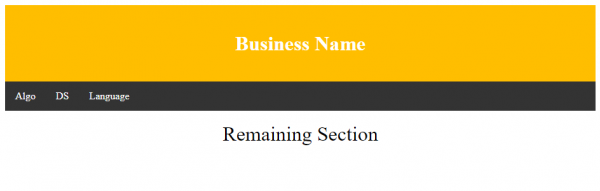 Business Name
Algo DS Language
Remaining Section